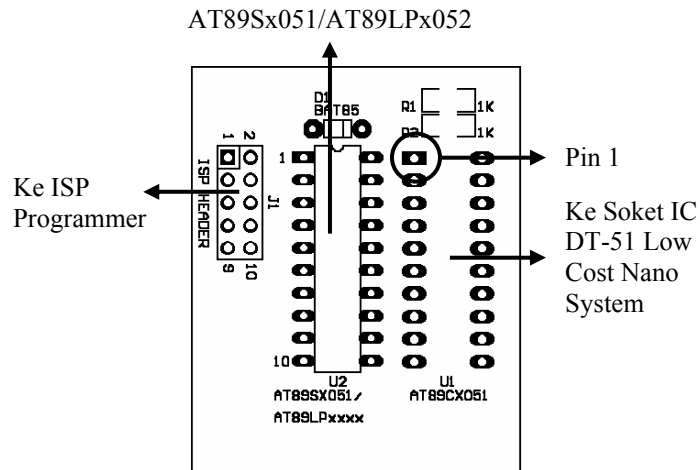 AT89Sx051/AT89LPx052
D1
BAT85
R1 1K
R2 1K
1 2
1
ISP HEADER
J1
9 10
10
U2
AT89SX051/
AT89LPxxxx
U1
AT89CX051
Ke ISP
Programmer
Pin 1
Ke Soket IC
DT-51 Low
Cost Nano
System